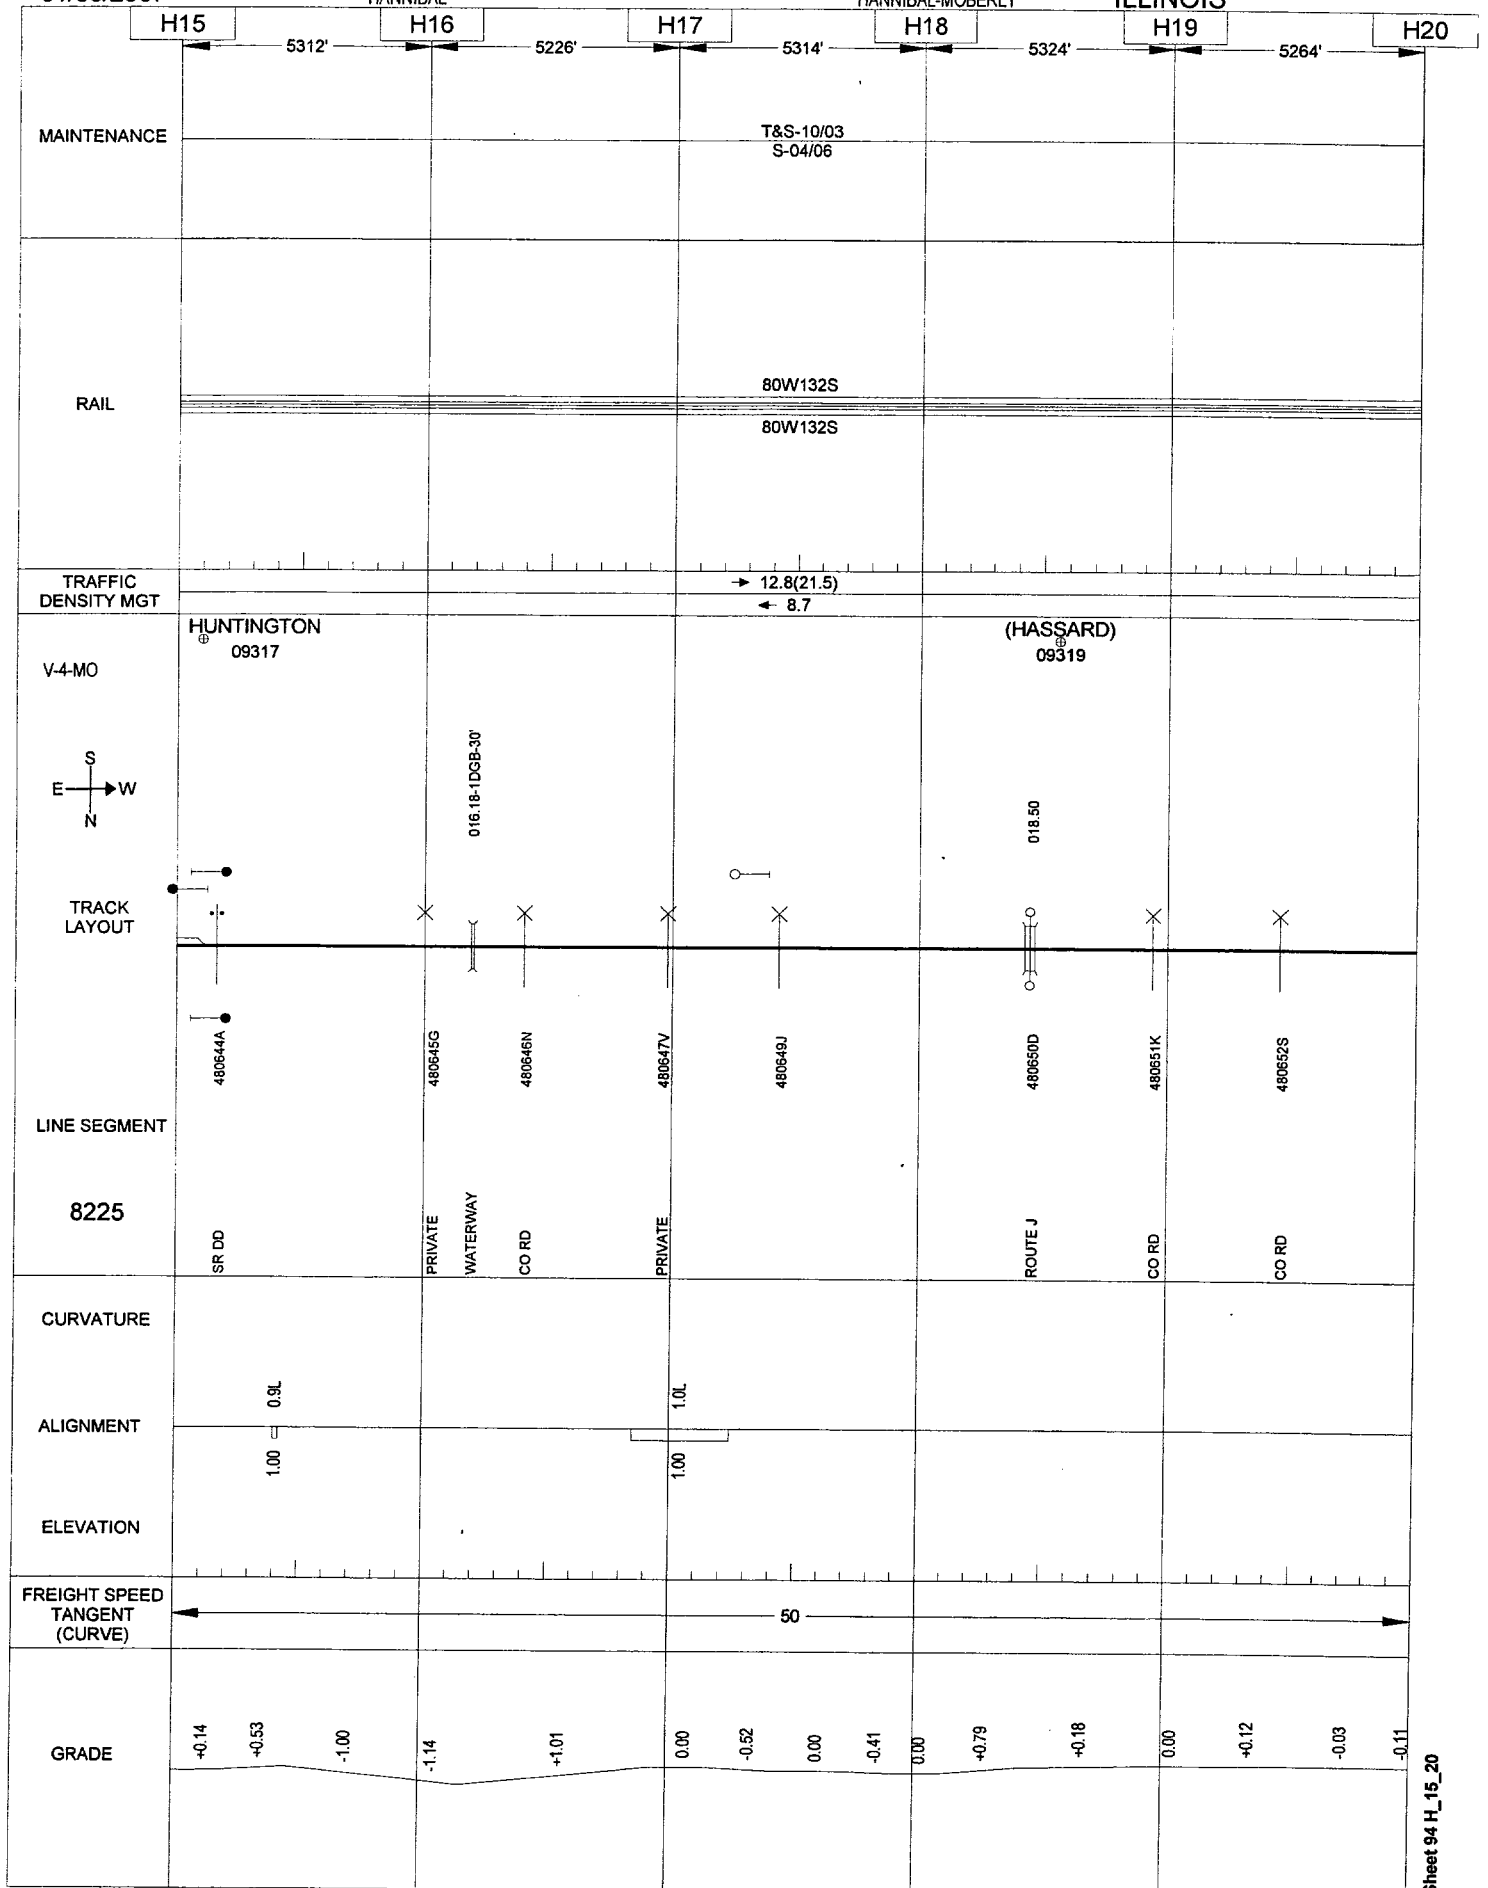 HANNIBAL
HANNIBAL-MOBERLY
ILLINOIS
H15 H16 H17 H18 H19 H20
5312' 5226' 5314' 5324' 5264'
MAINTENANCE
T&S-10/03
S-04/06
RAIL
80W132S
80W132S
TRAFFIC
DENSITY MGT
12.8(21.5)
8.7
HUNTINGTON
09317
(HASSARD)
09319
V-4-MO
S
E W
N
016.18-1DGB-30'
018.50
TRACK
LAYOUT
480644A
480645G
480646N
480647V
480649J
480650D
480651K
480652S
LINE SEGMENT
8225
SR DD
PRIVATE
WATERWAY
CO RD
PRIVATE
ROUTE J
CO RD
CO RD
CURVATURE
0.9L
1.0L
ALIGNMENT
1.00
1.00
ELEVATION
FREIGHT SPEED
TANGENT
(CURVE)
50
GRADE
+0.14
+0.53
-1.00
-1.14
+1.01
0.00
-0.52
0.00
-0.41
0.00
+0.79
+0.18
0.00
+0.12
-0.03
-0.11
Sheet 94 H_15_20